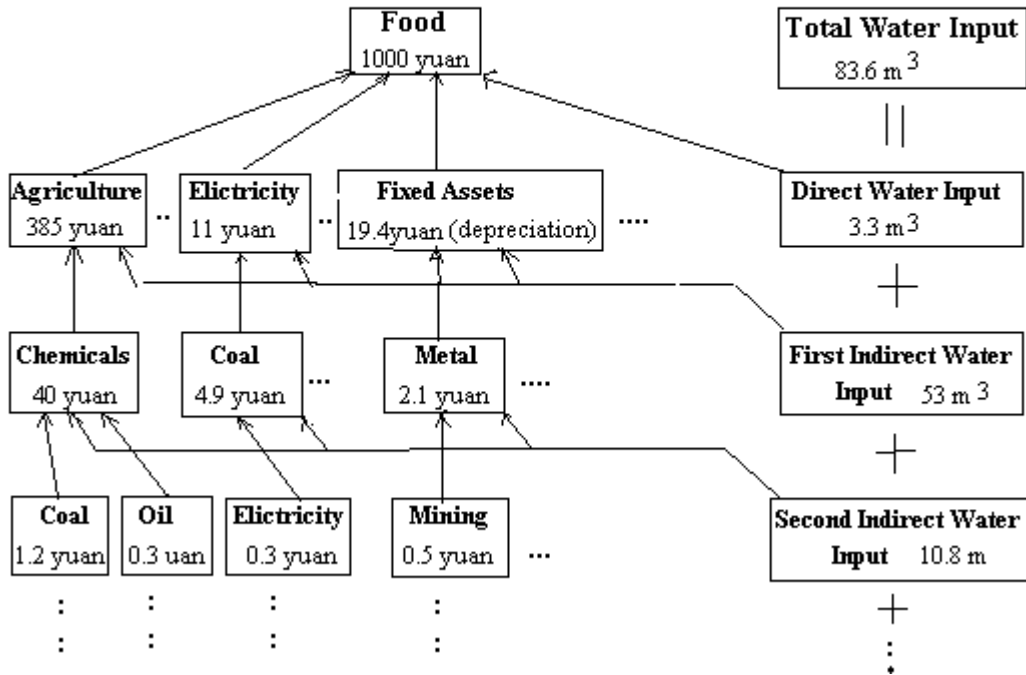 Food
1000 yuan
Total Water Input
83.6 m 3
Agriculture
385 yuan
..
Elictricity
11 yuan
..
Fixed Assets
19.4yuan (depreciation)
....
Direct Water Input
3.3 m 3
+
Chemicals
40 yuan
Coal
4.9 yuan
...
Metal
2.1 yuan
....
First Indirect Water
Input 53 m 3
+
Coal
1.2 yuan
Oil
0.3 uan
Elictricity
0.3 yuan
Mining
0.5 yuan
...
Second Indirect Water
Input 10.8 m
+